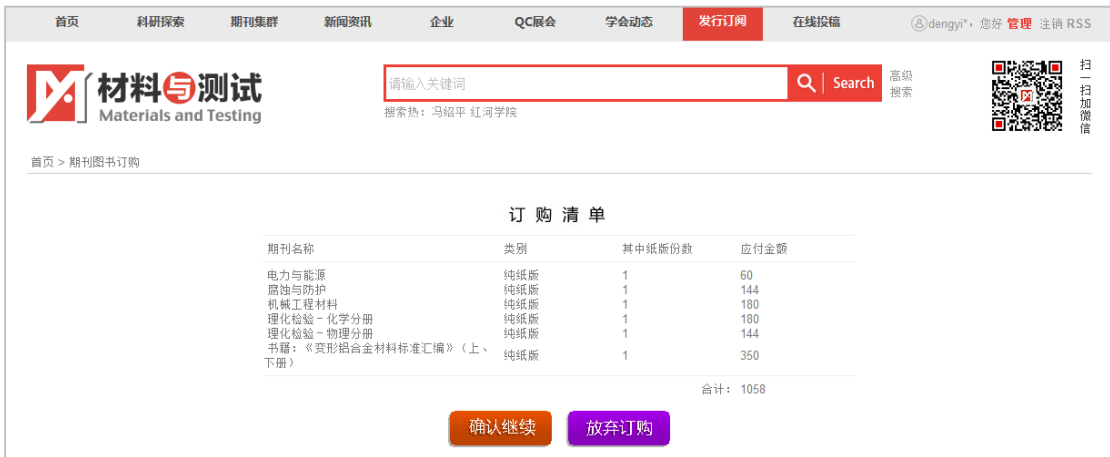 首页 科研探索 期刊集群 新闻资讯 企业 QC展会 学会动态 发行订阅 在线投稿 dengyi*，您好 管理 注销 RSS
材料与测试
Materials and Testing
请输入关键词 Search 高级搜索
搜索热：冯绍平 红河学院
扫一扫加微信
首页 > 期刊图书订购
订购清单
期刊名称 类别 其中纸版份数 应付金额
电力与能源 纯纸版 1 60
腐蚀与防护 纯纸版 1 144
机械工程材料 纯纸版 1 180
理化检验－化学分册 纯纸版 1 180
理化检验－物理分册 纯纸版 1 144
书籍：《变形铝合金材料标准汇编》（上、
下册） 纯纸版 1 350
合计： 1058
确认继续 放弃订购